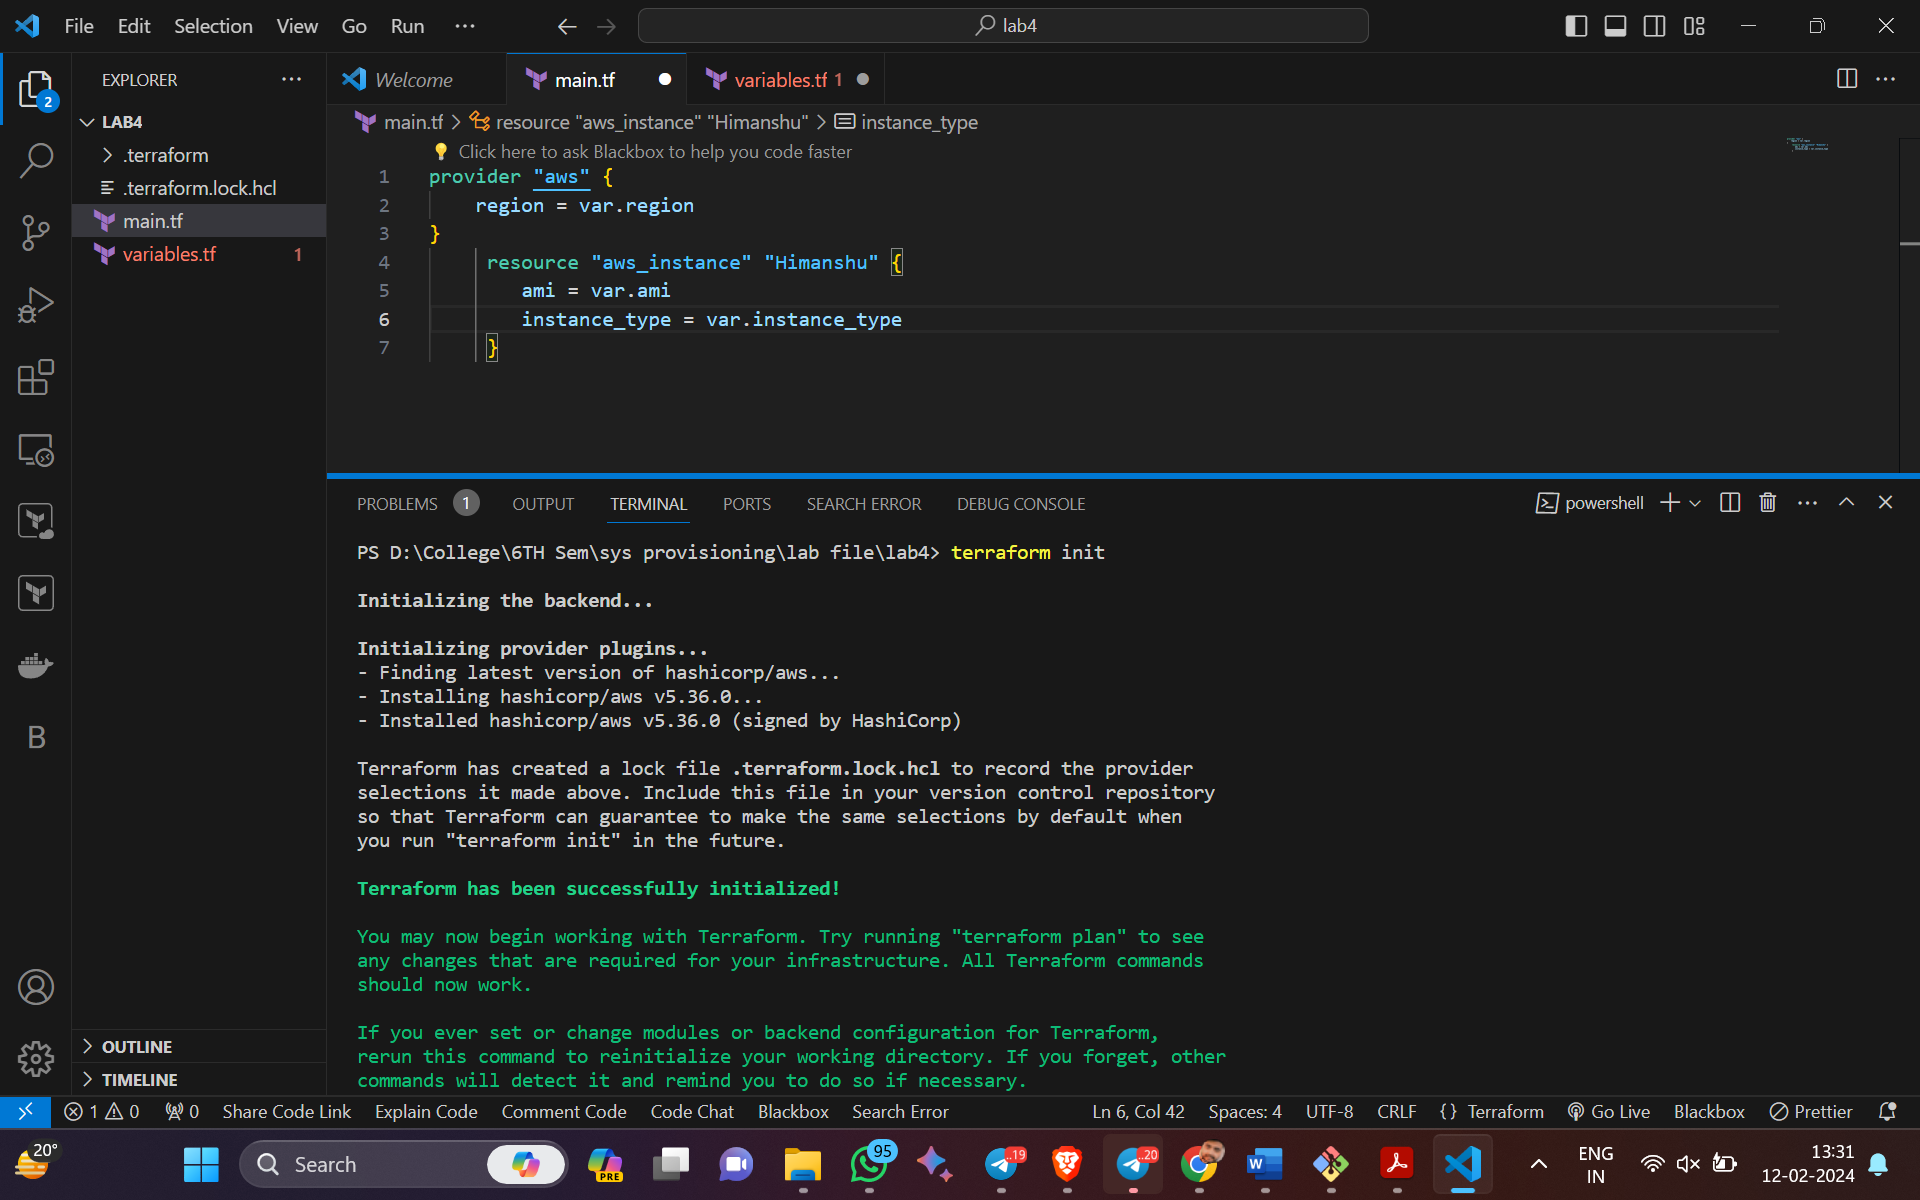 File Edit Selection View Go Run ··· lab4
EXPLORER ···
Welcome main.tf variables.tf 1
LAB4
.terraform
.terraform.lock.hcl
main.tf
variables.tf 1
OUTLINE
TIMELINE
2
B
main.tf > resource "aws_instance" "Himanshu" > instance_type
Click here to ask Blackbox to help you code faster
1 provider "aws" {
2 region = var.region
3 }
4 resource "aws_instance" "Himanshu" {
5 ami = var.ami
6 instance_type = var.instance_type
7 }
PROBLEMS 1 OUTPUT TERMINAL PORTS SEARCH ERROR DEBUG CONSOLE powershell
PS D:\College\6TH Sem\sys provisioning\lab file\lab4> terraform init
Initializing the backend...
Initializing provider plugins...
- Finding latest version of hashicorp/aws...
- Installing hashicorp/aws v5.36.0...
- Installed hashicorp/aws v5.36.0 (signed by HashiCorp)
Terraform has created a lock file .terraform.lock.hcl to record the provider
selections it made above. Include this file in your version control repository
so that Terraform can guarantee to make the same selections by default when
you run "terraform init" in the future.
Terraform has been successfully initialized!
You may now begin working with Terraform. Try running "terraform plan" to see
any changes that are required for your infrastructure. All Terraform commands
should now work.
If you ever set or change modules or backend configuration for Terraform,
rerun this command to reinitialize your working directory. If you forget, other
commands will detect it and remind you to do so if necessary.
1 0 0 Share Code Link Explain Code Comment Code Code Chat Blackbox Search Error Ln 6, Col 42 Spaces: 4 UTF-8 CRLF {} Terraform Go Live Blackbox Prettier
20° Search PRE 95 ..19 ..20 W ENG 13:31
IN 12-02-2024